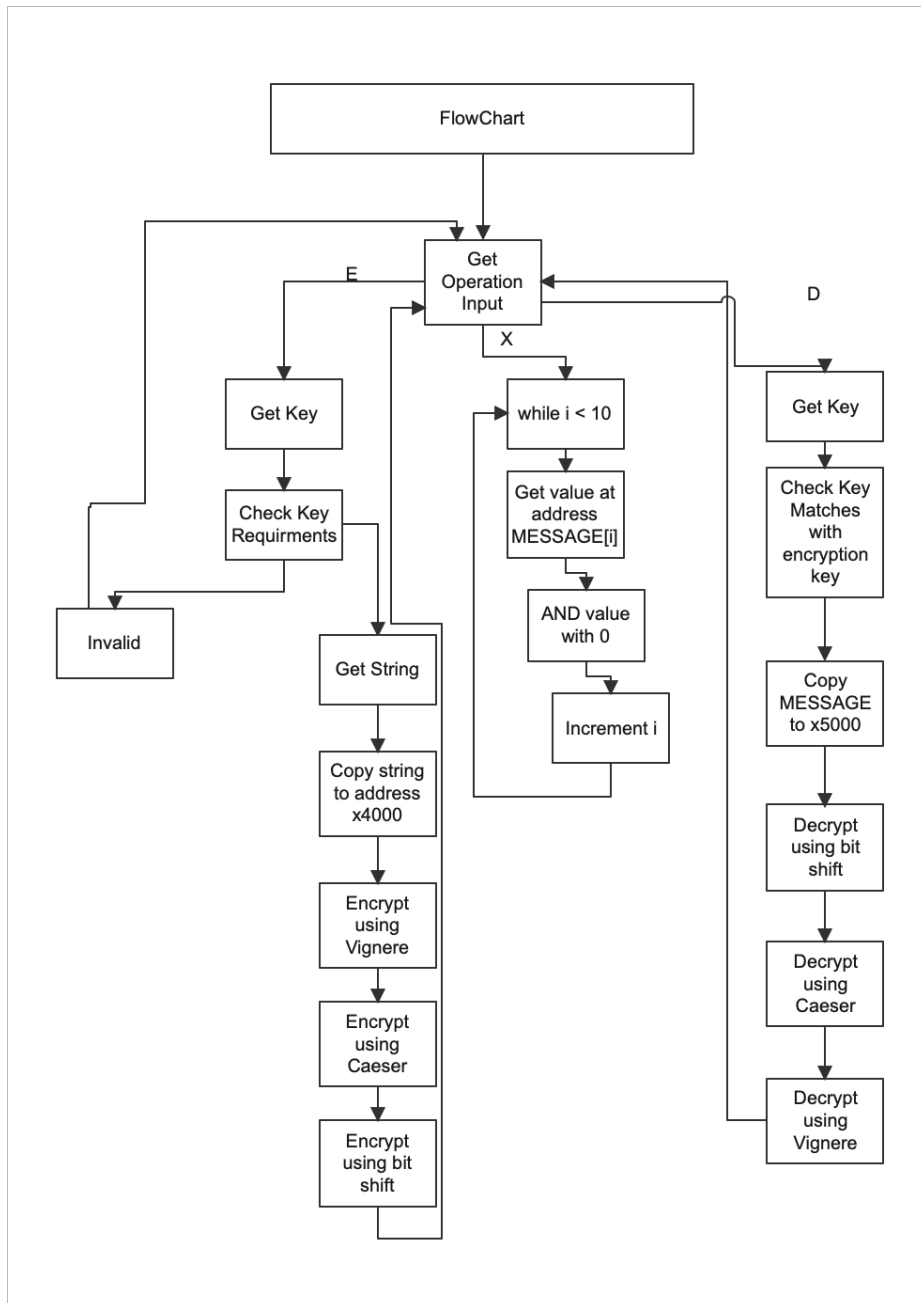 FlowChart
Get
Operation
Input
E
X
D
Get Key
Check Key
Requirments
Invalid
Get String
Copy string
to address
x4000
Encrypt
using
Vignere
Encrypt
using
Caeser
Encrypt
using bit
shift
while i < 10
Get value at
address
MESSAGE[i]
AND value
with 0
Increment i
Get Key
Check Key
Matches
with
encryption
key
Copy
MESSAGE
to x5000
Decrypt
using bit
shift
Decrypt
using
Caeser
Decrypt
using
Vignere